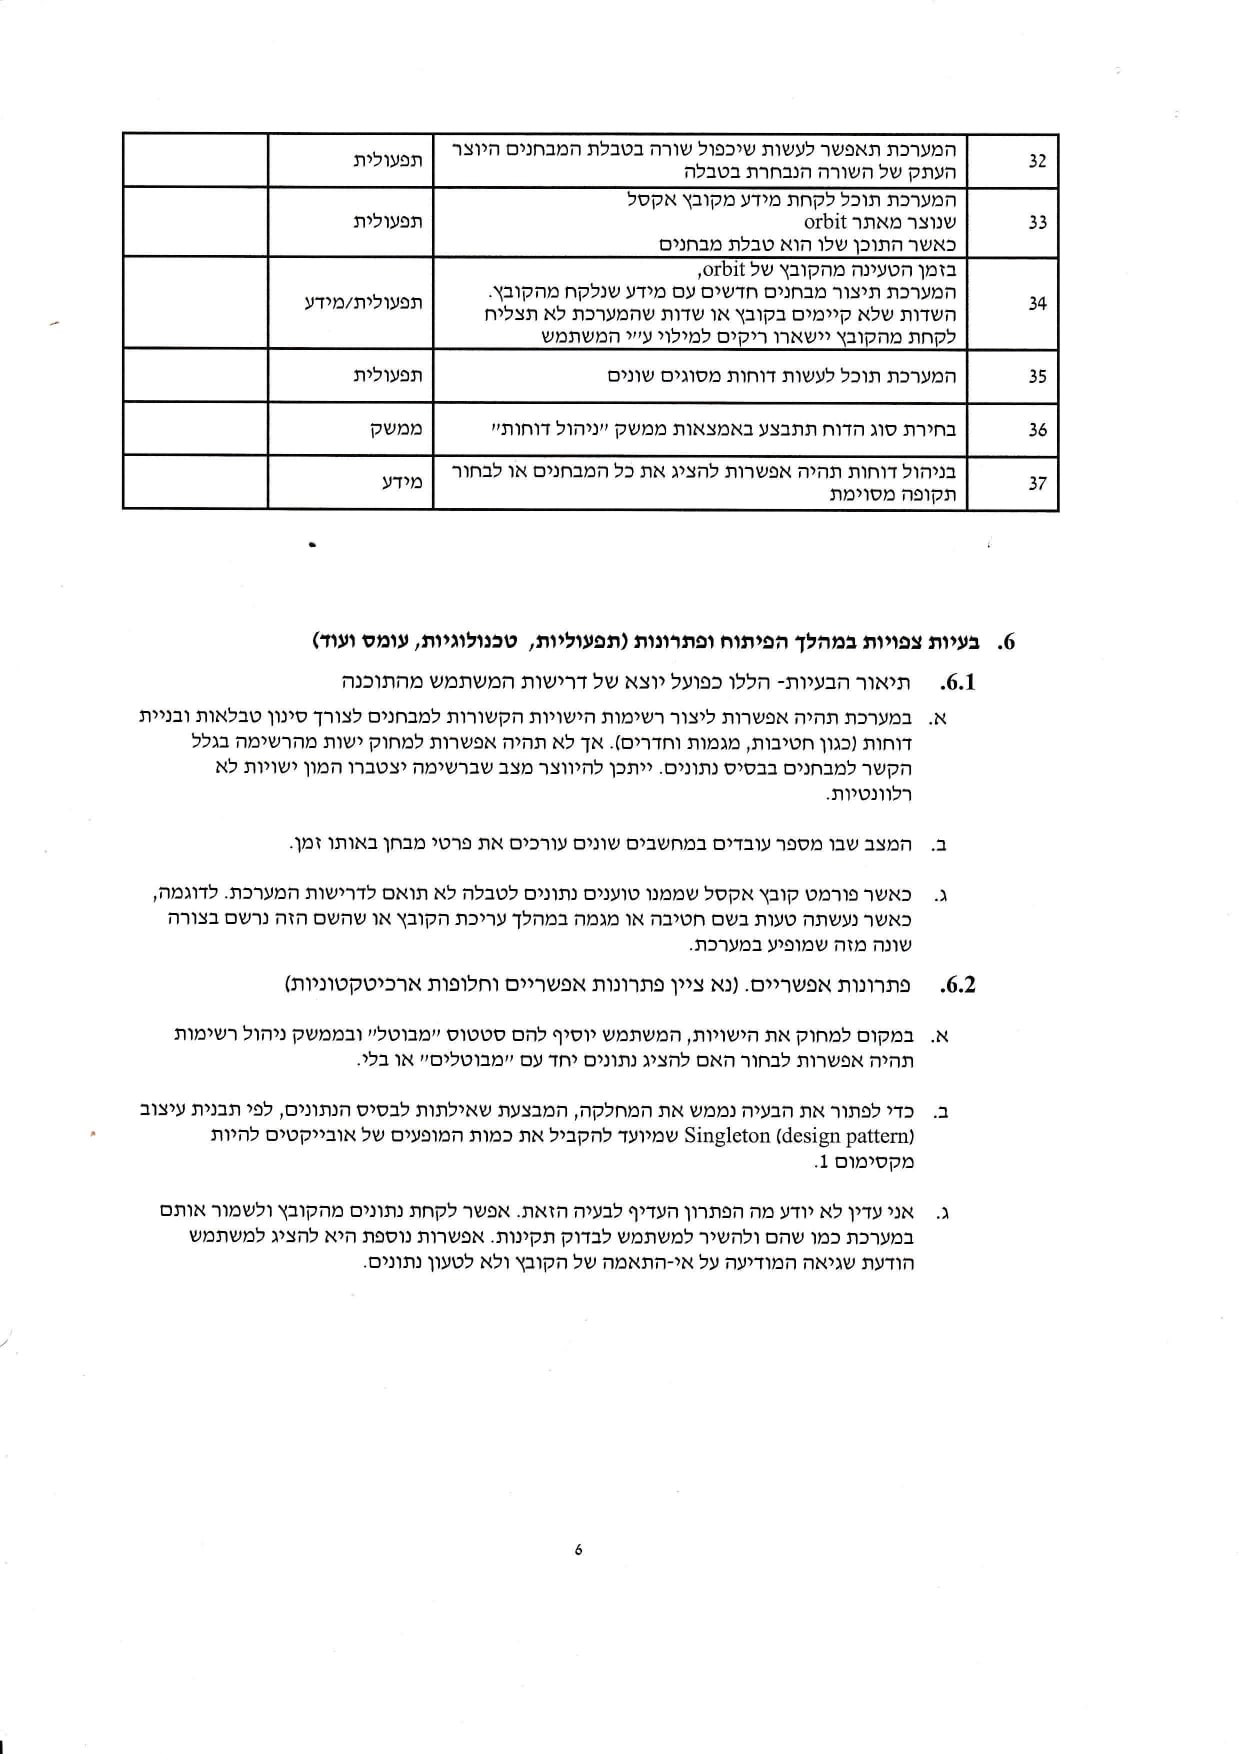 32 המערכת תאפשר לעשות שיכפול שורה בטבלת המבחנים היוצר תפעולית
העתק של השורה הנבחרת בטבלה
33 המערכת תוכל לקחת מידע מקובץ אקסל תפעולית
שנוצר מאתר orbit
כאשר התוכן שלו הוא טבלת מבחנים
34 בזמן הטעינה מהקובץ של orbit, תפעולית/מידע
המערכת תיצור מבחנים חדשים עם מידע שנלקח מהקובץ.
השדות שלא קיימים בקובץ או שדות שהמערכת לא תצליח
לקחת מהקובץ יישארו ריקים למילוי ע״י המשתמש
35 המערכת תוכל לעשות דוחות מסוגים שונים תפעולית
36 בחירת סוג הדוח תתבצע באמצאות ממשק ״ניהול דוחות״ ממשק
37 בניהול דוחות תהיה אפשרות להציג את כל המבחנים או לבחור מידע
תקופה מסוימת
6. בעיות צפויות במהלך הפיתוח ופתרונות (תפעוליות, טכנולוגיות, עומס ועוד)
6.1. תיאור הבעיות- הללו כפועל יוצא של דרישות המשתמש מהתוכנה
א. במערכת תהיה אפשרות ליצור רשימות הישויות הקשורות למבחנים לצורך סינון טבלאות ובניית
דוחות (כגון חטיבות, מגמות וחדרים). אך לא תהיה אפשרות למחוק ישות מהרשימה בגלל
הקשר למבחנים בבסיס נתונים. ייתכן להיווצר מצב שברשימה יצטברו המון ישויות לא
רלוונטיות.
ב. המצב שבו מספר עובדים במחשבים שונים עורכים את פרטי מבחן באותו זמן.
ג. כאשר פורמט קובץ אקסל שממנו טוענים נתונים לטבלה לא תואם לדרישות המערכת. לדוגמה,
כאשר נעשתה טעות בשם חטיבה או מגמה במהלך עריכת הקובץ או שהשם הזה נרשם בצורה
שונה מזה שמופיע במערכת.
6.2. פתרונות אפשריים. (נא ציין פתרונות אפשריים וחלופות ארכיטקטוניות)
א. במקום למחוק את הישויות, המשתמש יוסיף להם סטטוס ״מבוטל״ ובממשק ניהול רשימות
תהיה אפשרות לבחור האם להציג נתונים יחד עם ״מבוטלים״ או בלי.
ב. כדי לפתור את הבעיה נממש את המחלקה, המבצעת שאילתות לבסיס הנתונים, לפי תבנית עיצוב
Singleton (design pattern) שמיועד להקביל את כמות המופעים של אובייקטים להיות
מקסימום 1.
ג. אני עדין לא יודע מה הפתרון העדיף לבעיה הזאת. אפשר לקחת נתונים מהקובץ ולשמור אותם
במערכת כמו שהם ולהשיר למשתמש לבדוק תקינות. אפשרות נוספת היא להציג למשתמש
הודעת שגיאה המודיעה על אי-התאמה של הקובץ ולא לטעון נתונים.
6